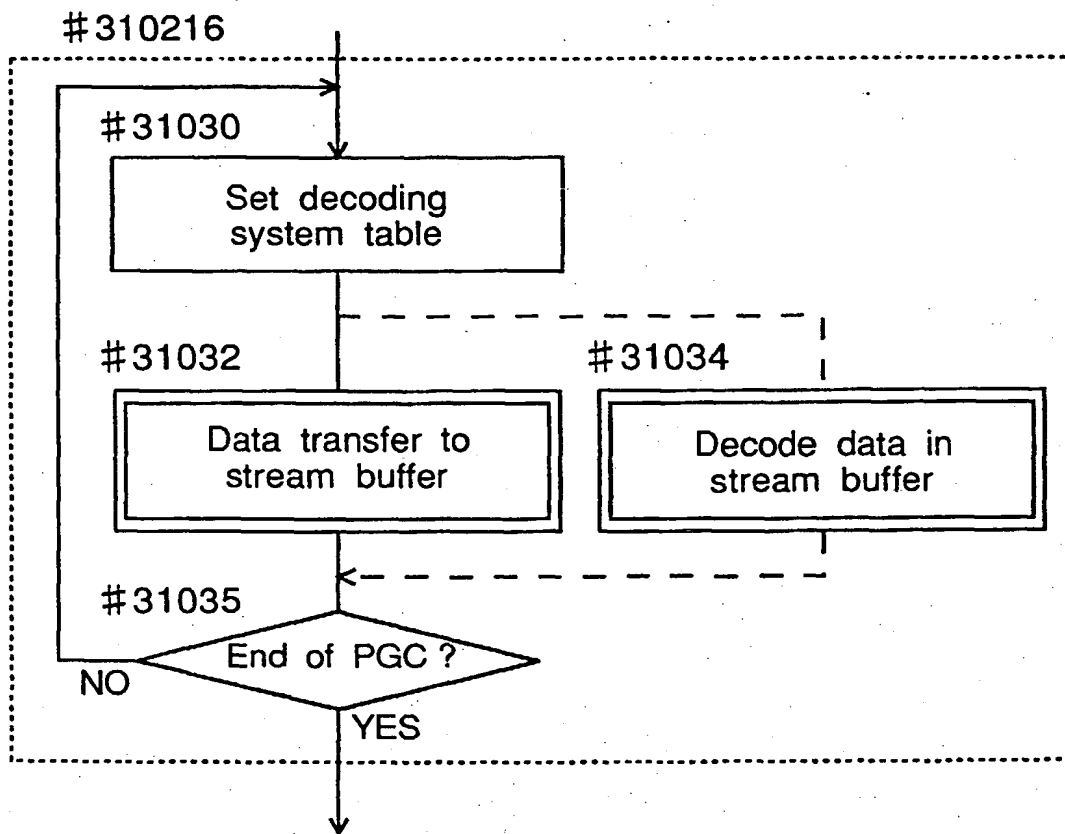 #310216
#31030
Set decoding
system table
#31032
#31034
Data transfer to
stream buffer
Decode data in
stream buffer
#31035
End of PGC ?
NO
YES